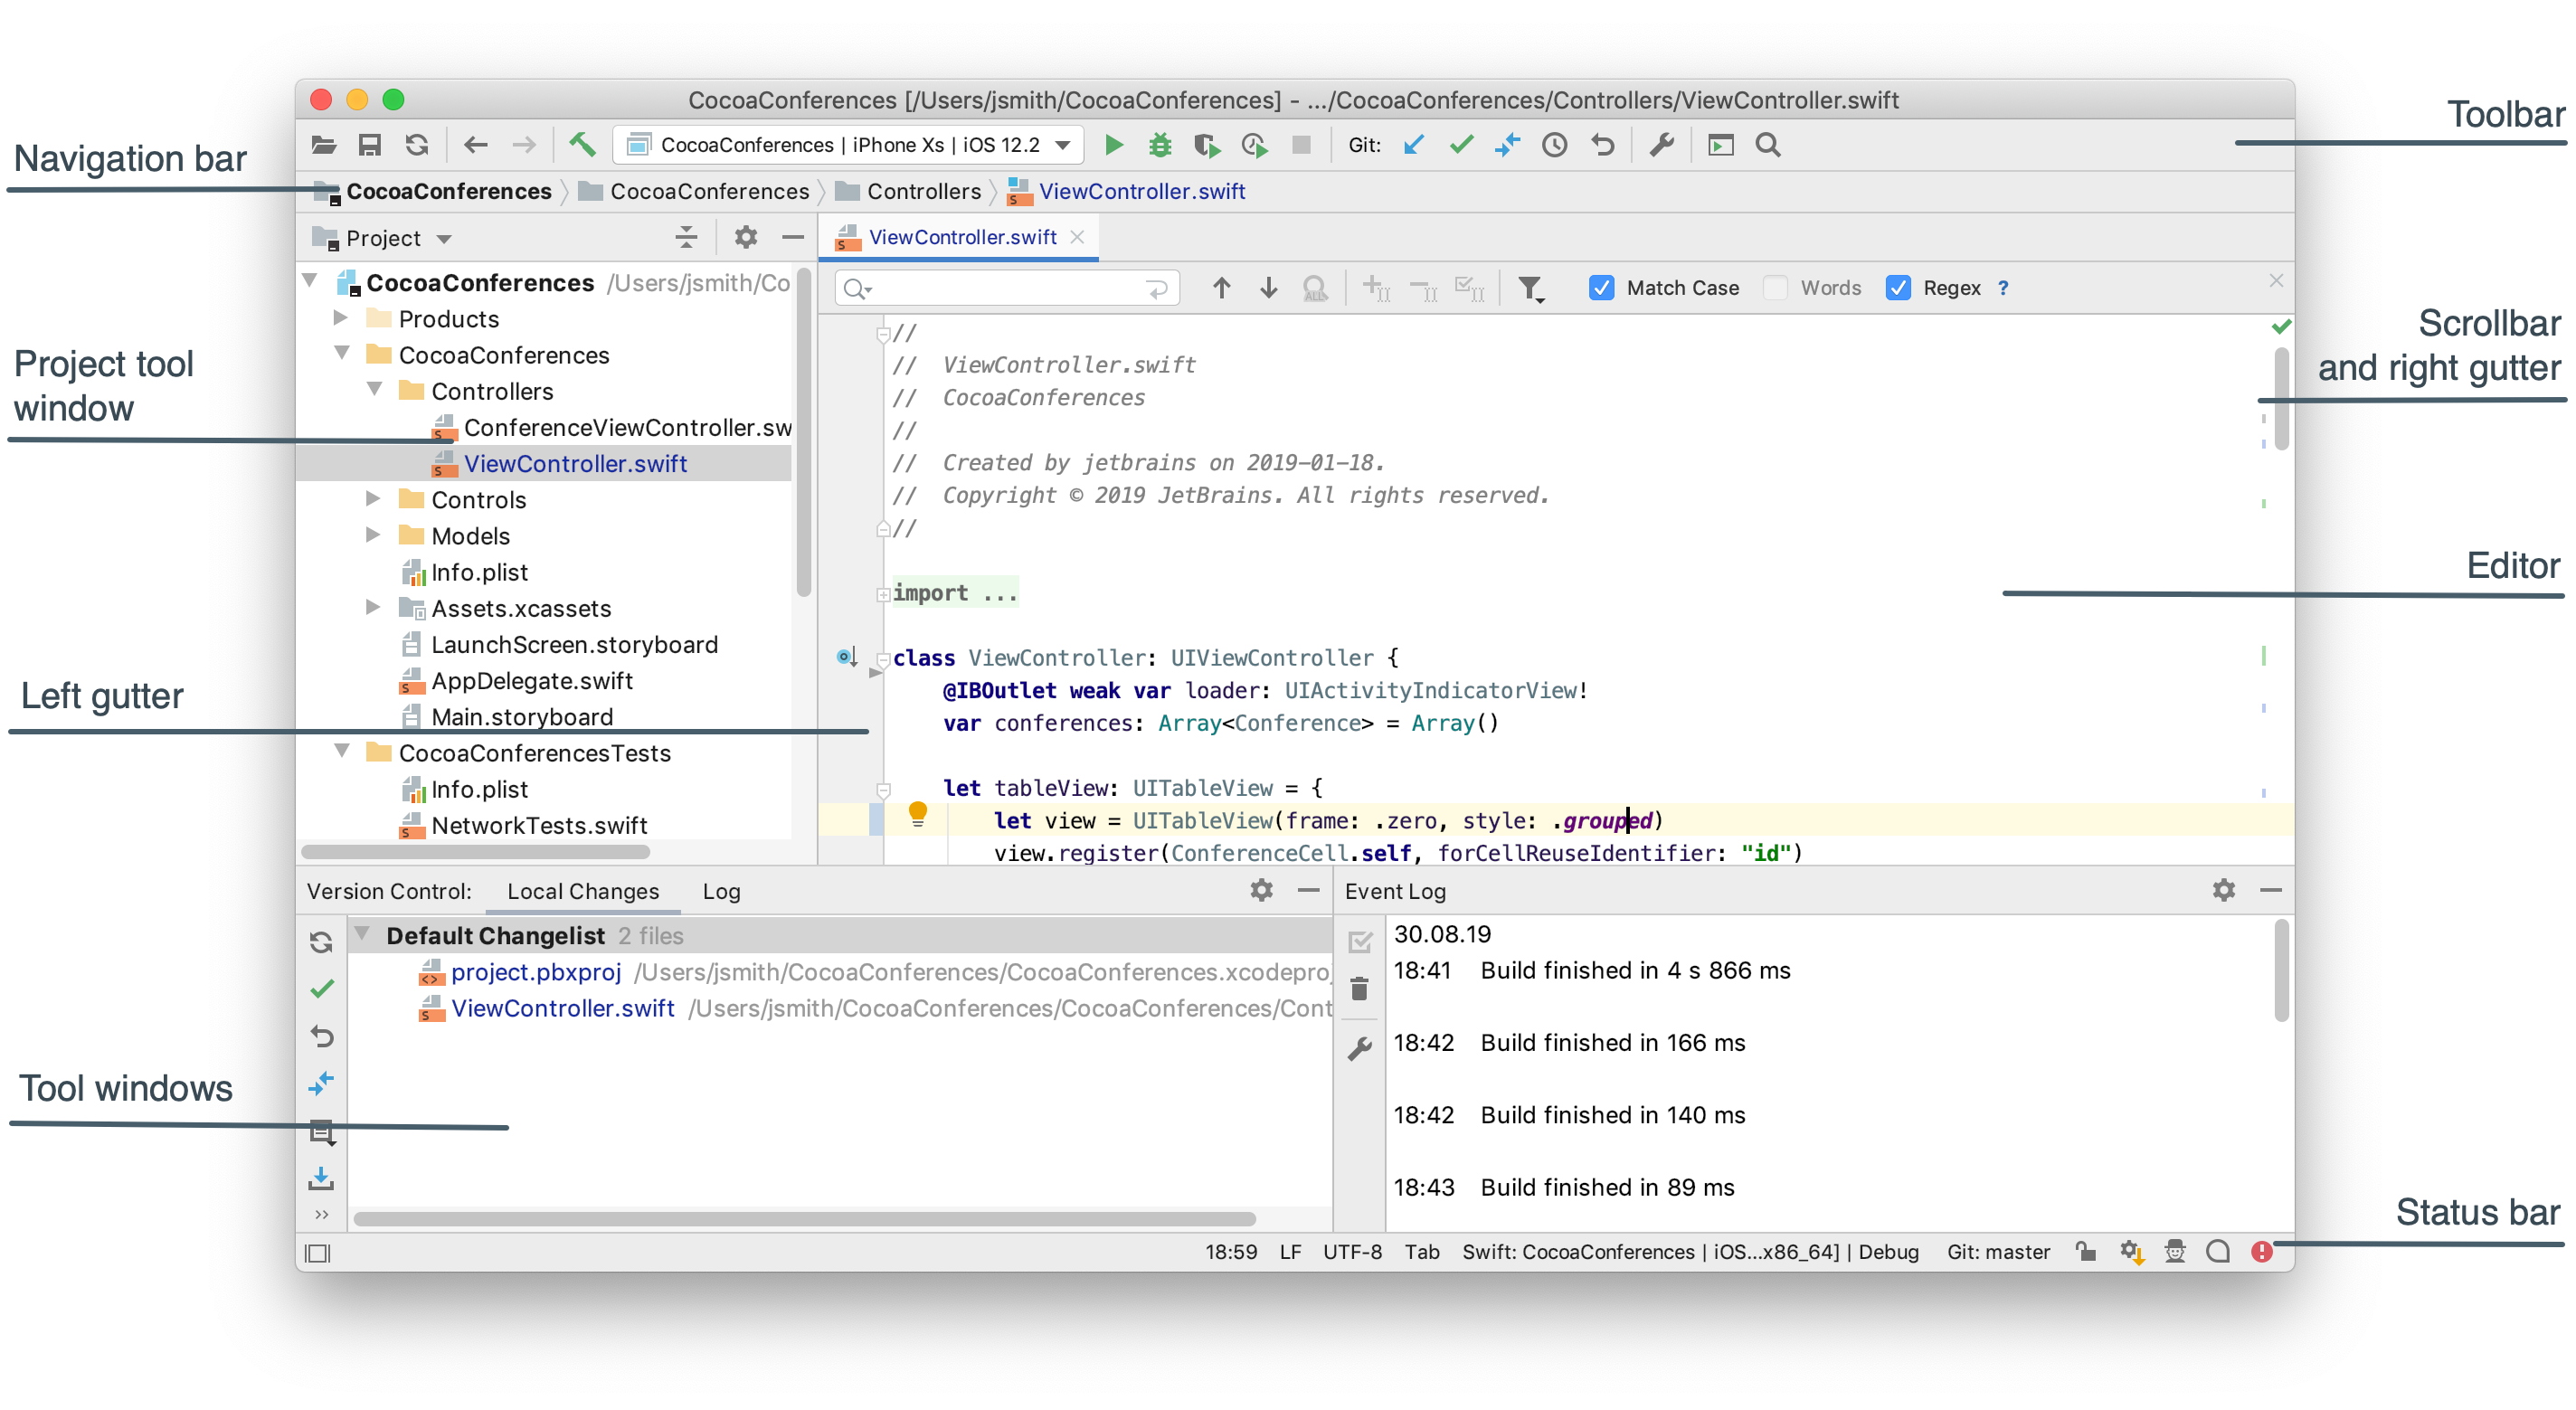 CocoaConferences [/Users/jsmith/CocoaConferences] - .../CocoaConferences/Controllers/ViewController.swift
Toolbar
CocoaConferences | iPhone Xs | iOS 12.2
Git:
Navigation bar
CocoaConferences
CocoaConferences
Controllers
ViewController.swift
Project
ViewController.swift
CocoaConferences /Users/jsmith/Co
Match Case
Words
Regex ?
Products
CocoaConferences
Controllers
ConferenceViewController.sw
ViewController.swift
Controls
Models
Info.plist
Assets.xcassets
LaunchScreen.storyboard
AppDelegate.swift
Main.storyboard
CocoaConferencesTests
Info.plist
NetworkTests.swift
Project tool
window
Left gutter
//
// ViewController.swift
// CocoaConferences
//
// Created by jetbrains on 2019-01-18.
// Copyright © 2019 JetBrains. All rights reserved.
//
import ...
class ViewController: UIViewController {
@IBOutlet weak var loader: UIActivityIndicatorView!
var conferences: Array<Conference> = Array()
let tableView: UITableView = {
let view = UITableView(frame: .zero, style: .grouped)
view.register(ConferenceCell.self, forCellReuseIdentifier: "id")
Scrollbar
and right gutter
Editor
Version Control:
Local Changes
Log
Default Changelist 2 files
project.pbxproj /Users/jsmith/CocoaConferences/CocoaConferences.xcodeproj
ViewController.swift /Users/jsmith/CocoaConferences/CocoaConferences/Cont
Tool windows
Event Log
30.08.19
18:41 Build finished in 4 s 866 ms
18:42 Build finished in 166 ms
18:42 Build finished in 140 ms
18:43 Build finished in 89 ms
Status bar
18:59 LF UTF-8 Tab Swift: CocoaConferences | iOS...x86_64] | Debug Git: master